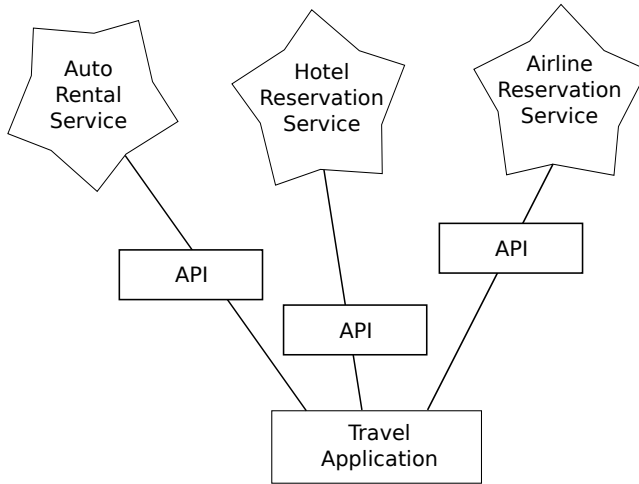 Auto
Rental
Service
Hotel
Reservation
Service
Airline
Reservation
Service
API
API
API
Travel
Application